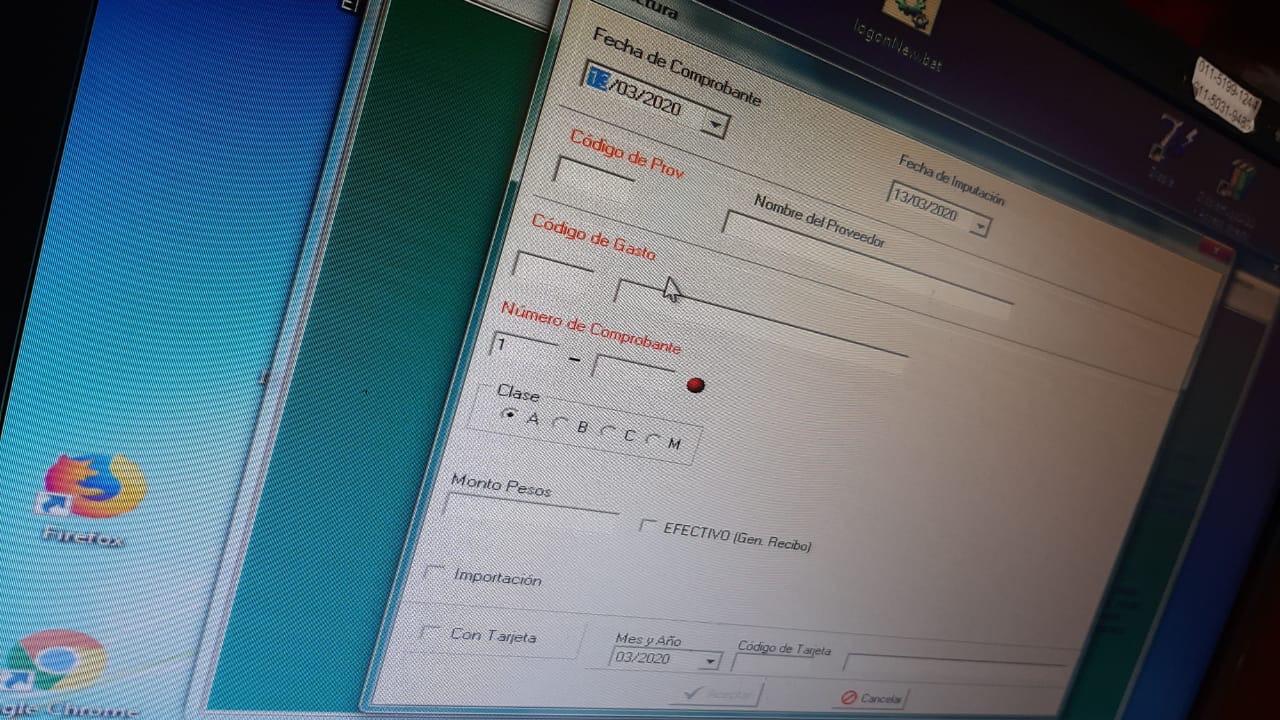 logonNew.bat
Fecha de Comprobante
13/03/2020
Fecha de Imputación
13/03/2020
Código de Prov
Nombre del Proveedor
Código de Gasto
Número de Comprobante
1 -
Clase
A B C M
Monto Pesos
EFECTIVO (Gen. Recibo)
Importación
Con Tarjeta
Mes y Año
03/2020
Código de Tarjeta
Aceptar
Cancelar
Firefox
Chrome